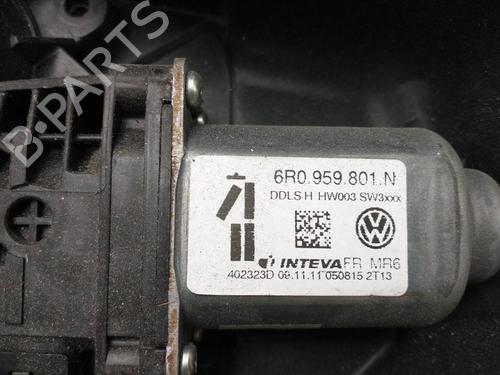 B-PARTS
6R0.959.801.N
DDLS-H HW003 SW3xxx
INTEVA FR MR6
402323D 09.11.11 050815 2T13